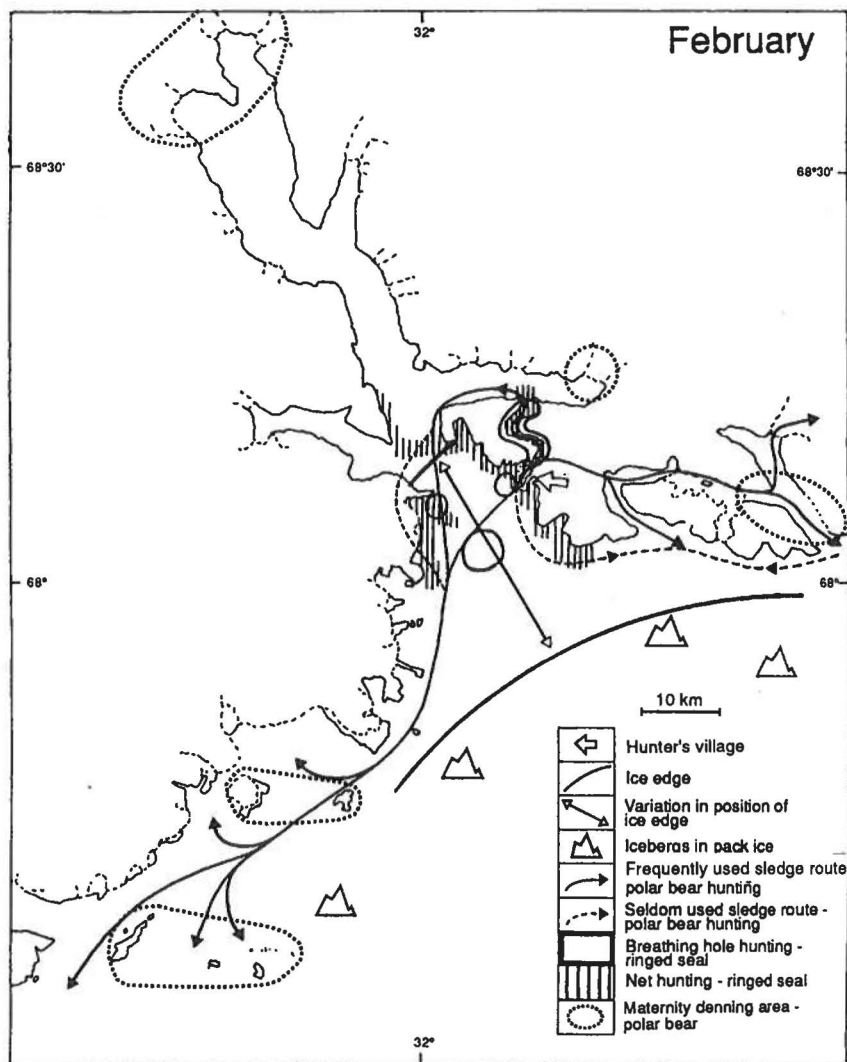 32°
February
68°30'
68°30'
68°
68°
10 km
Hunter's village
Ice edge
Variation in position of
ice edge
Icebergs in pack ice
Frequently used sledge route
polar bear hunting
Seldom used sledge route -
polar bear hunting
Breathing hole hunting -
ringed seal
Net hunting - ringed seal
Maternity denning area -
polar bear
32°